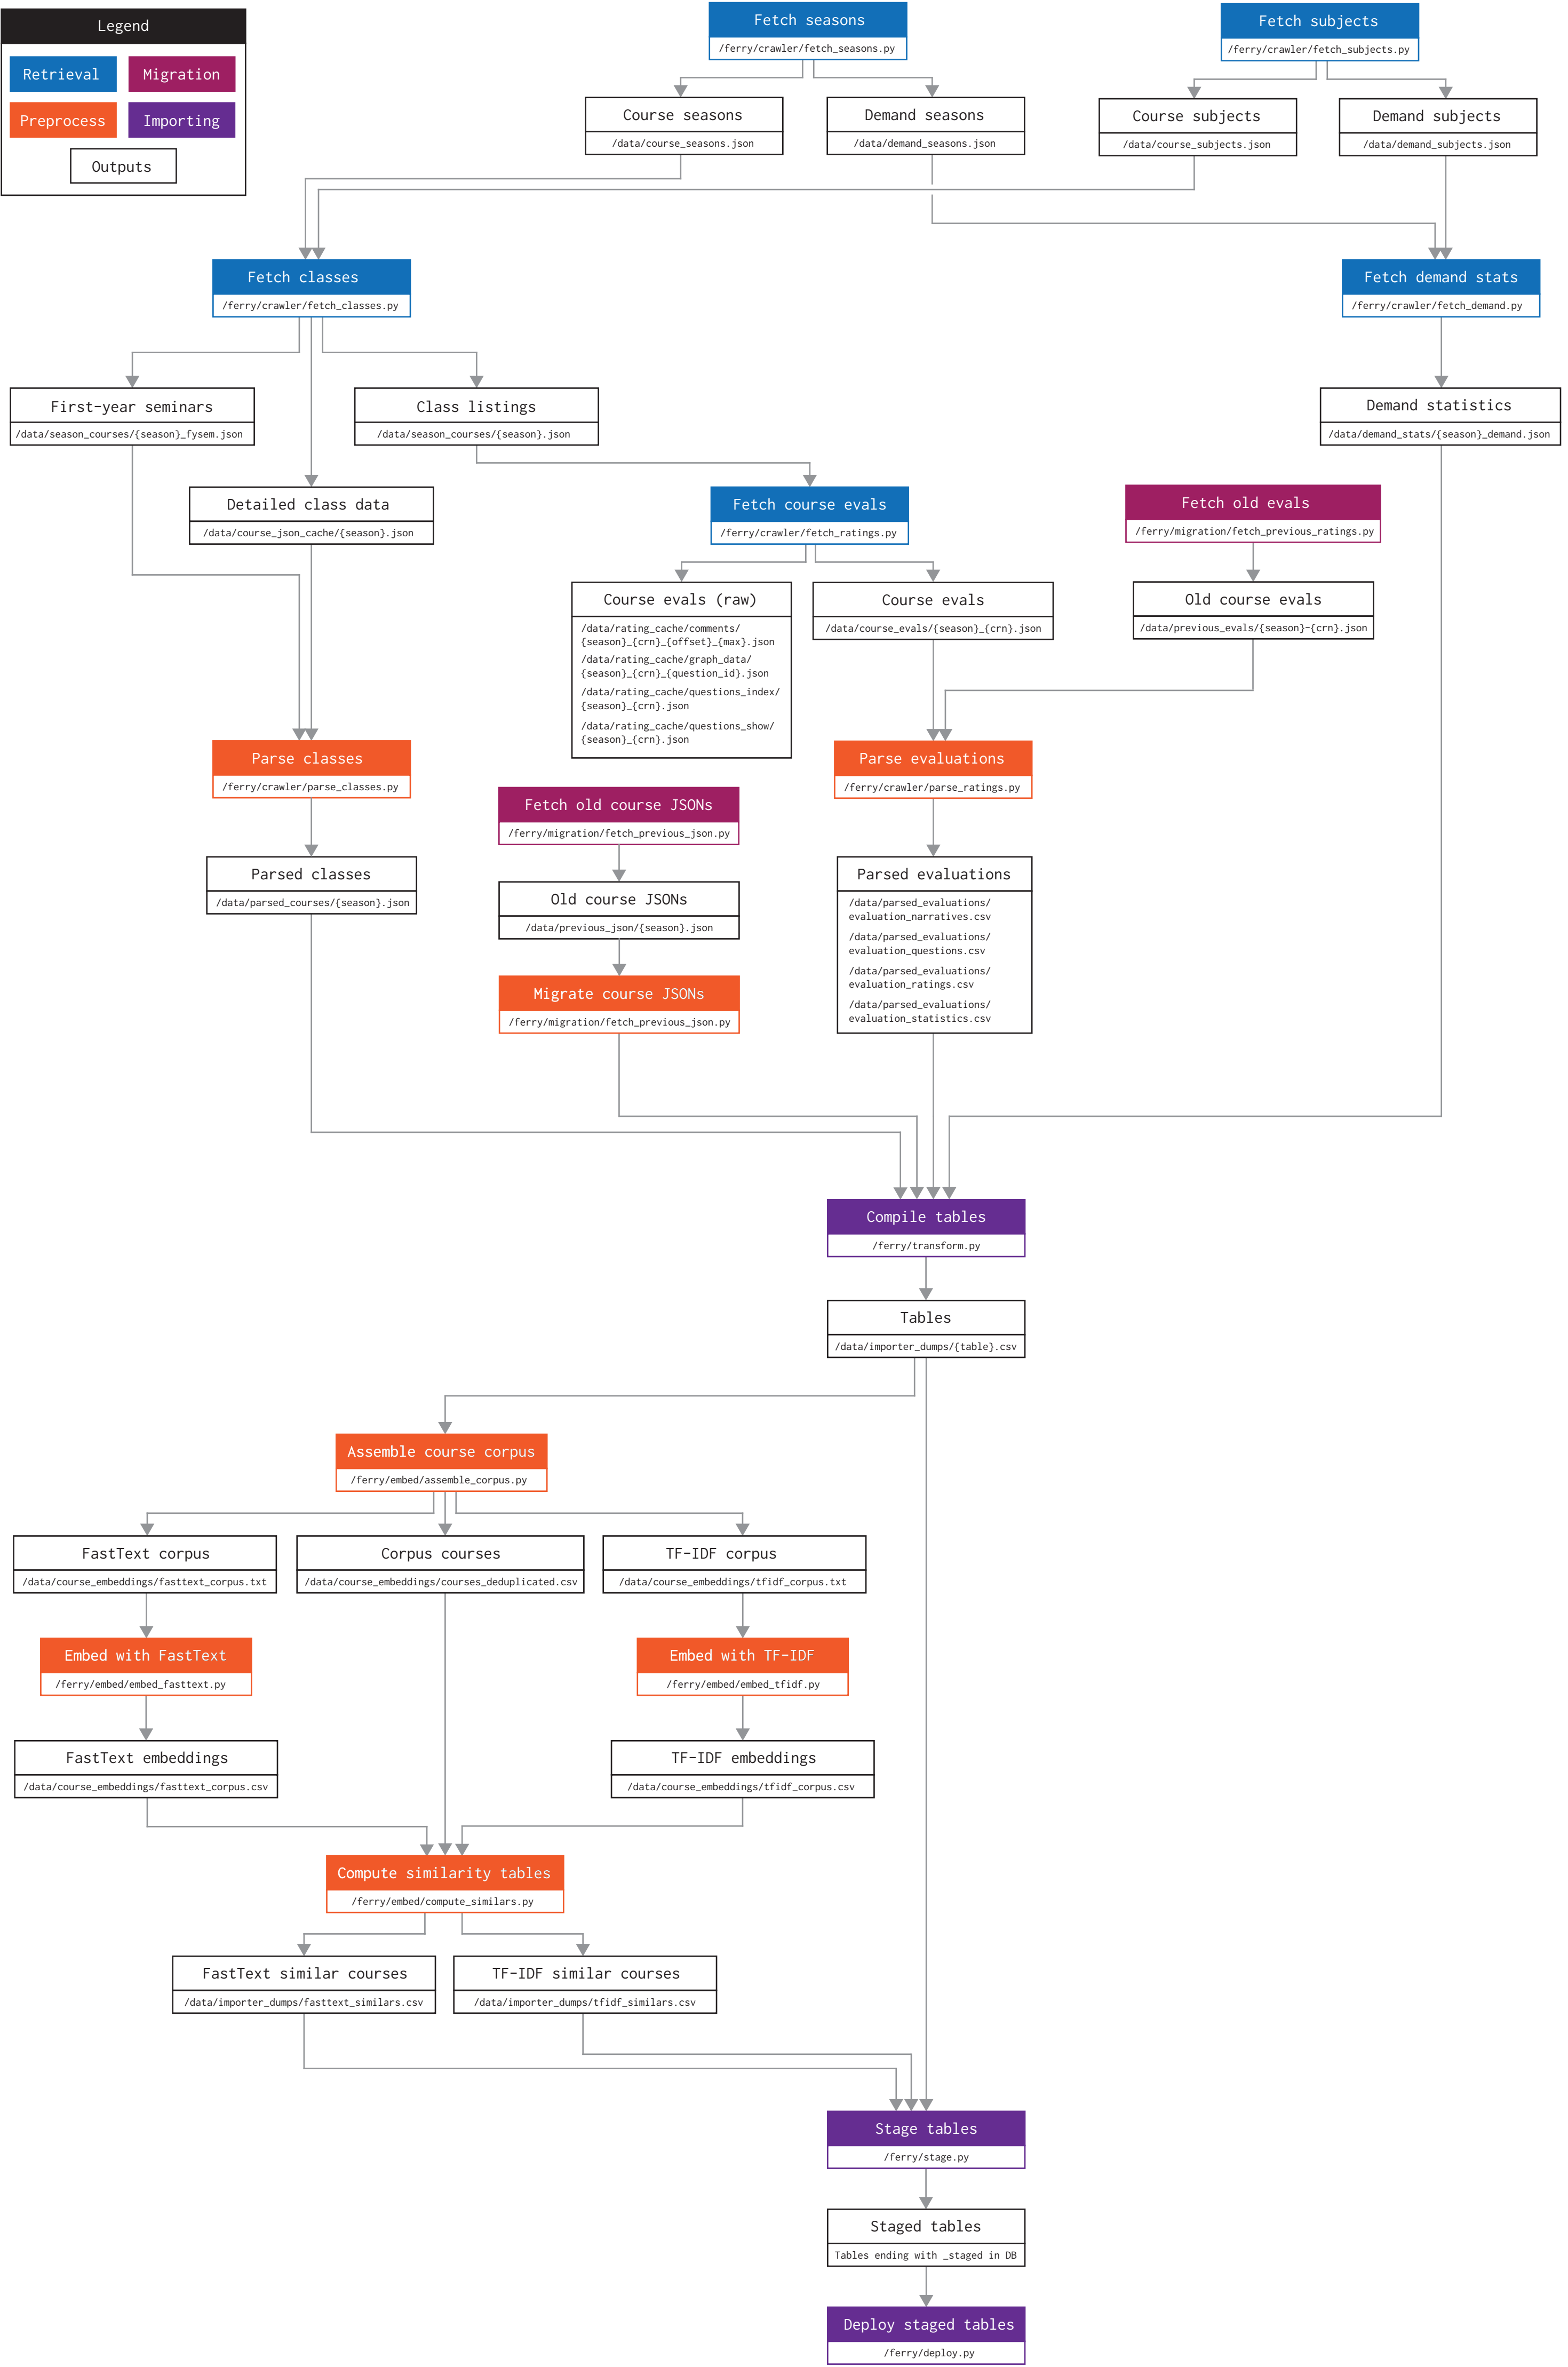 Legend
Retrieval
Migration
Preprocess
Importing
Outputs
Fetch seasons
/ferry/crawler/fetch_seasons.py
Fetch subjects
/ferry/crawler/fetch_subjects.py
Course seasons
/data/course_seasons.json
Demand seasons
/data/demand_seasons.json
Course subjects
/data/course_subjects.json
Demand subjects
/data/demand_subjects.json
Fetch classes
/ferry/crawler/fetch_classes.py
Fetch demand stats
/ferry/crawler/fetch_demand.py
First-year seminars
/data/season_courses/{season}_fysem.json
Class listings
/data/season_courses/{season}.json
Demand statistics
/data/demand_stats/{season}_demand.json
Detailed class data
/data/course_json_cache/{season}.json
Fetch course evals
/ferry/crawler/fetch_ratings.py
Fetch old evals
/ferry/migration/fetch_previous_ratings.py
Course evals (raw)
/data/rating_cache/comments/
{season}_{crn}_{offset}_{max}.json
/data/rating_cache/graph_data/
{season}_{crn}_{question_id}.json
/data/rating_cache/questions_index/
{season}_{crn}.json
/data/rating_cache/questions_show/
{season}_{crn}.json
Course evals
/data/course_evals/{season}_{crn}.json
Old course evals
/data/previous_evals/{season}-{crn}.json
Parse classes
/ferry/crawler/parse_classes.py
Parse evaluations
/ferry/crawler/parse_ratings.py
Fetch old course JSONs
/ferry/migration/fetch_previous_json.py
Parsed classes
/data/parsed_courses/{season}.json
Old course JSONs
/data/previous_json/{season}.json
Parsed evaluations
/data/parsed_evaluations/
evaluation_narratives.csv
/data/parsed_evaluations/
evaluation_questions.csv
/data/parsed_evaluations/
evaluation_ratings.csv
/data/parsed_evaluations/
evaluation_statistics.csv
Migrate course JSONs
/ferry/migration/fetch_previous_json.py
Compile tables
/ferry/transform.py
Tables
/data/importer_dumps/{table}.csv
Assemble course corpus
/ferry/embed/assemble_corpus.py
FastText corpus
/data/course_embeddings/fasttext_corpus.txt
Corpus courses
/data/course_embeddings/courses_deduplicated.csv
TF-IDF corpus
/data/course_embeddings/tfidf_corpus.txt
Embed with FastText
/ferry/embed/embed_fasttext.py
Embed with TF-IDF
/ferry/embed/embed_tfidf.py
FastText embeddings
/data/course_embeddings/fasttext_corpus.csv
TF-IDF embeddings
/data/course_embeddings/tfidf_corpus.csv
Compute similarity tables
/ferry/embed/compute_similars.py
FastText similar courses
/data/importer_dumps/fasttext_similars.csv
TF-IDF similar courses
/data/importer_dumps/tfidf_similars.csv
Stage tables
/ferry/stage.py
Staged tables
Tables ending with _staged in DB
Deploy staged tables
/ferry/deploy.py